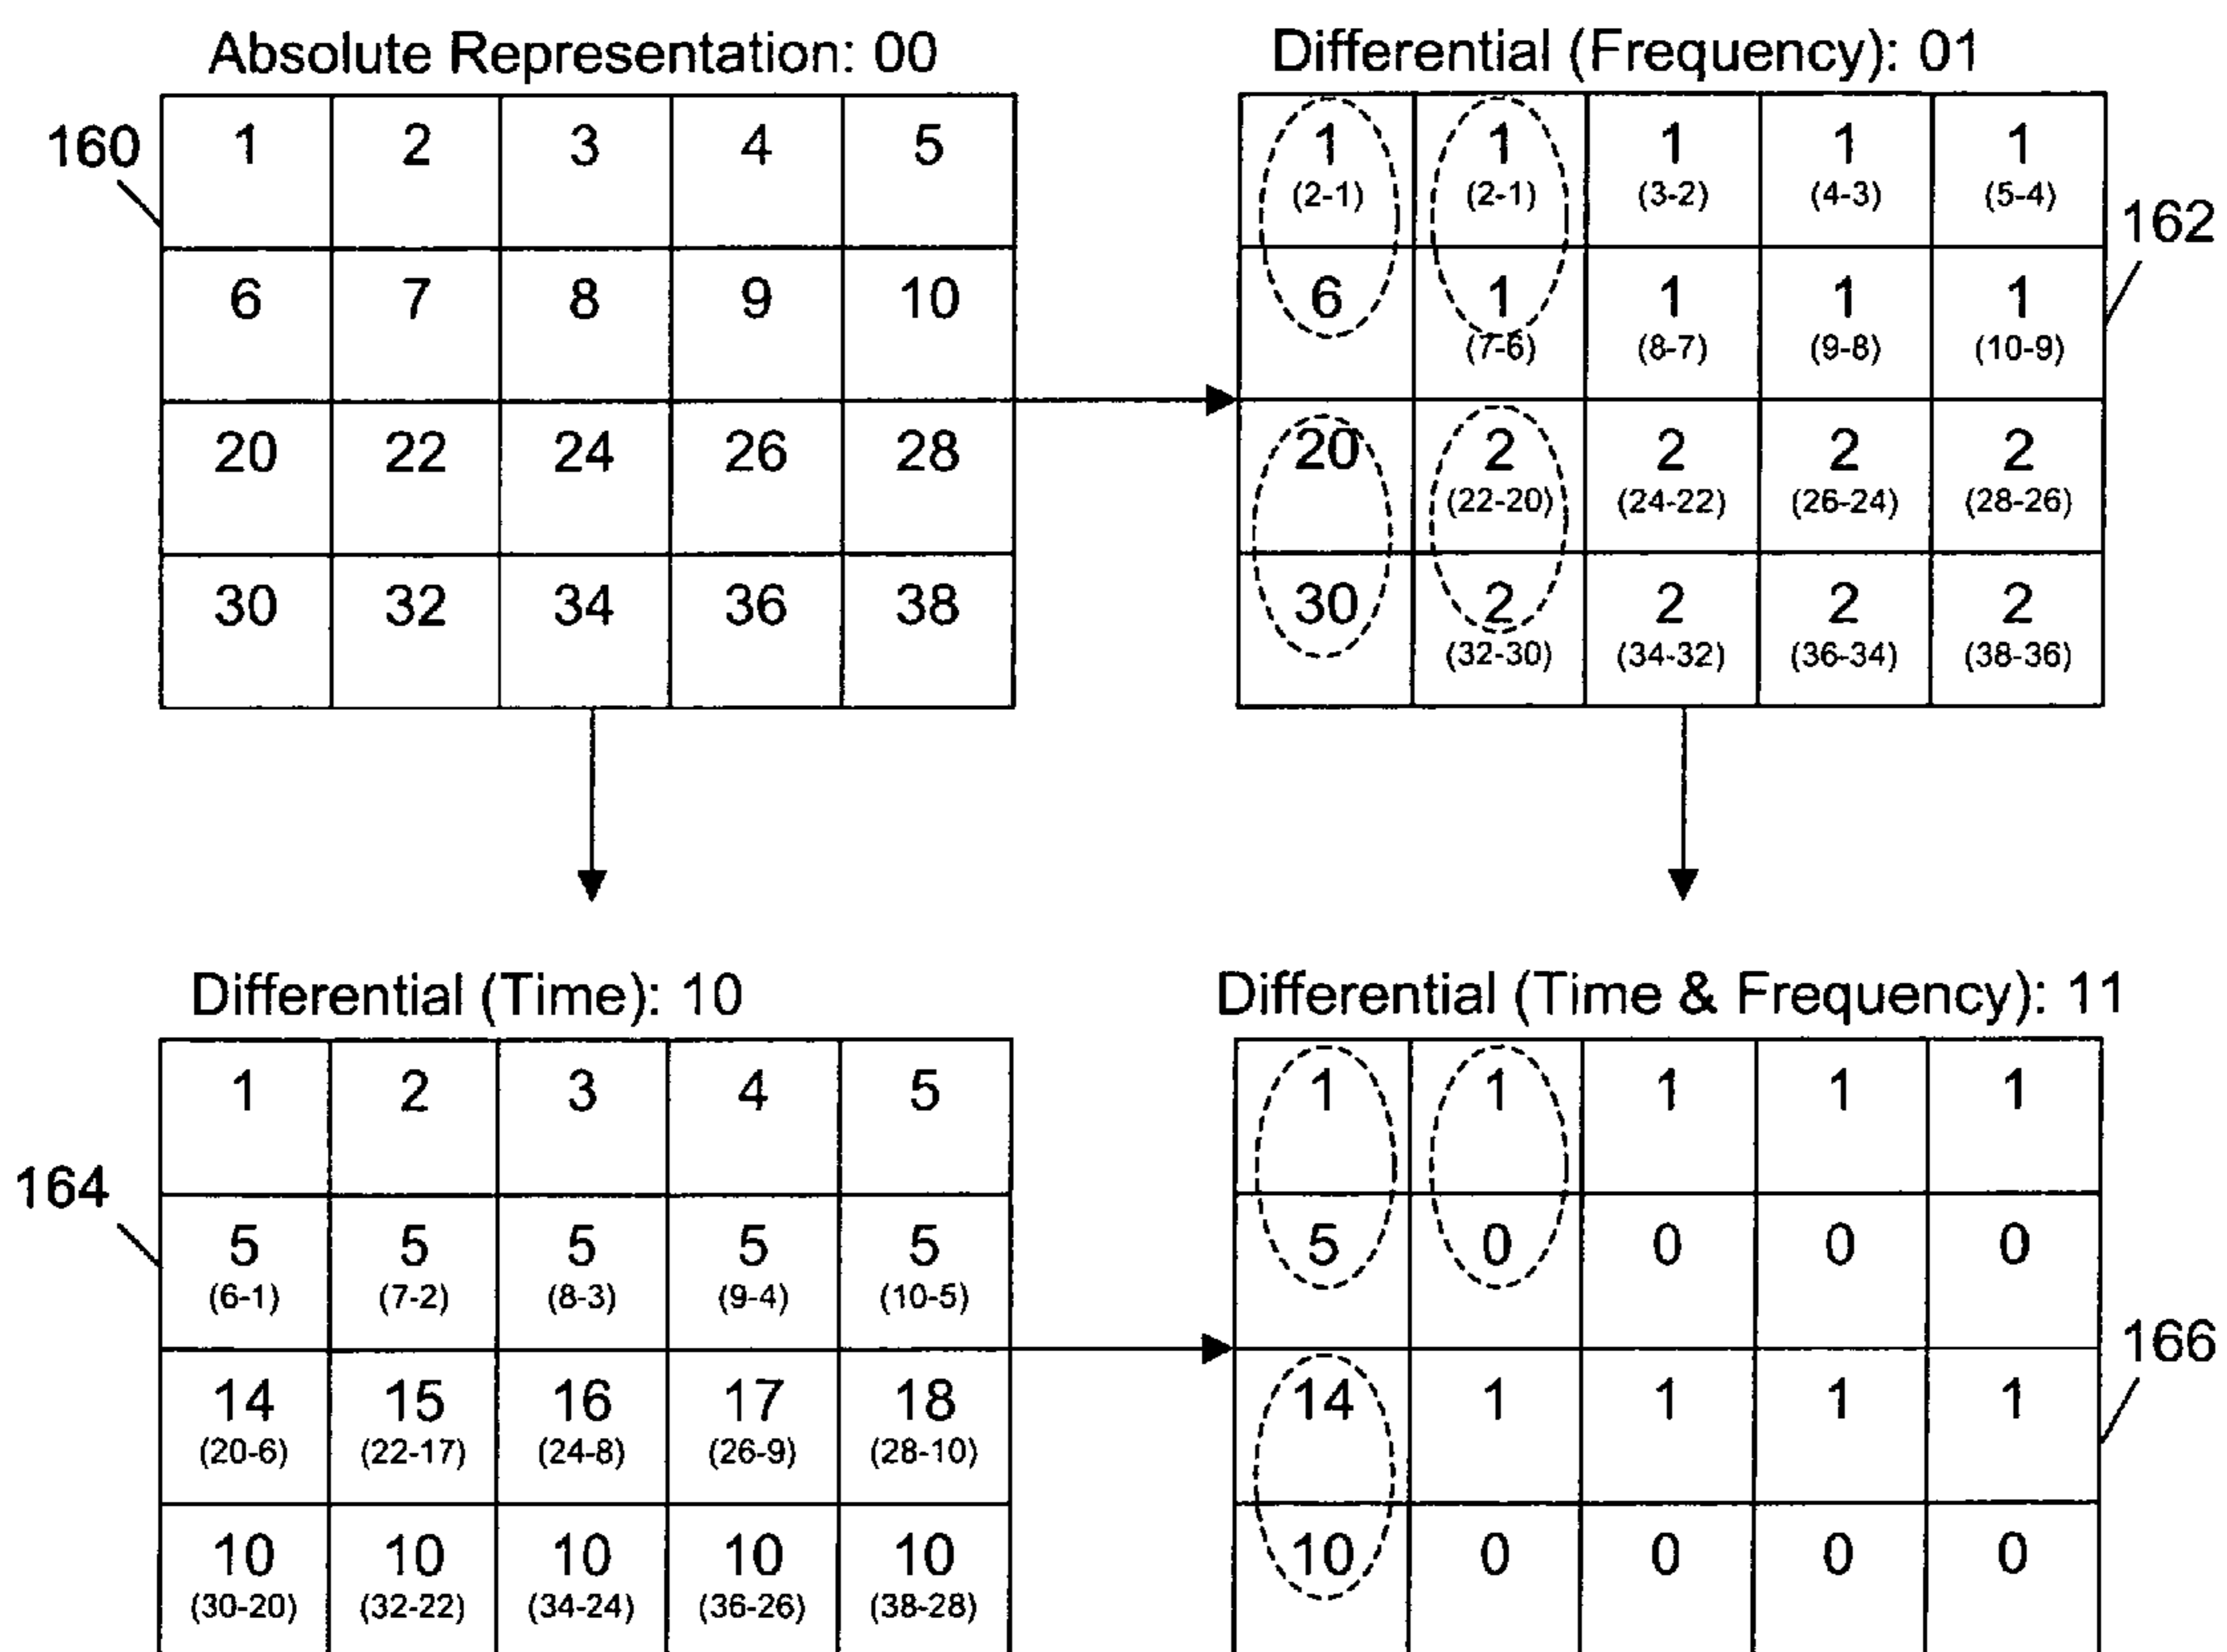 Absolute Representation: 00
160
1 2 3 4 5
6 7 8 9 10
20 22 24 26 28
30 32 34 36 38
Differential (Frequency): 01
162
1 1 1 1 1
(2-1) (2-1) (3-2) (4-3) (5-4)
6 1 1 1 1
(7-6) (8-7) (9-8) (10-9)
20 2 2 2 2
(22-20) (24-22) (26-24) (28-26)
30 2 2 2 2
(32-30) (34-32) (36-34) (38-36)
Differential (Time): 10
164
1 2 3 4 5
5 5 5 5 5
(6-1) (7-2) (8-3) (9-4) (10-5)
14 15 16 17 18
(20-6) (22-17) (24-8) (26-9) (28-10)
10 10 10 10 10
(30-20) (32-22) (34-24) (36-26) (38-28)
Differential (Time & Frequency): 11
166
1 1 1 1 1
5 0 0 0 0
14 1 1 1 1
10 0 0 0 0